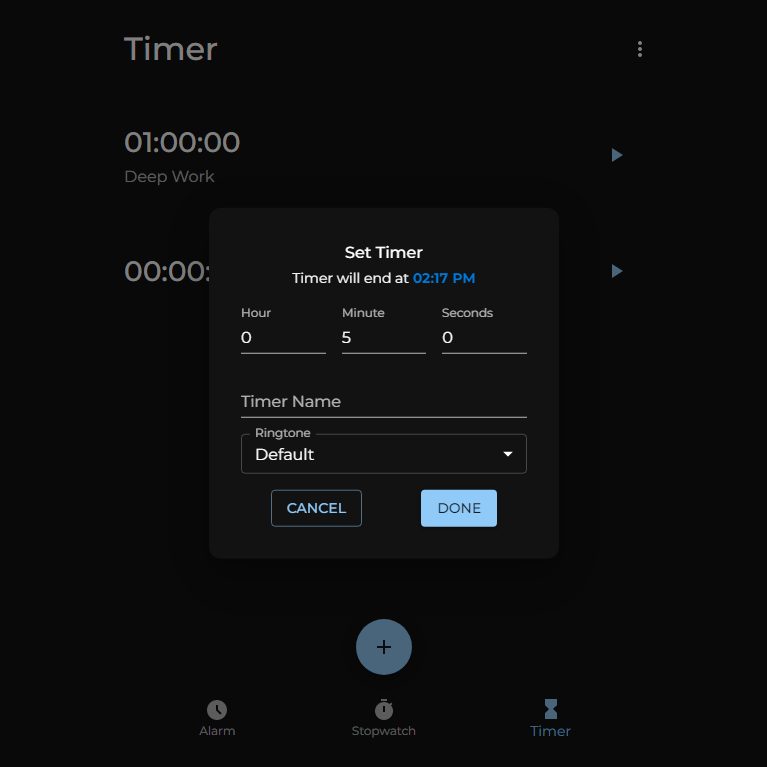 Timer
01:00:00
Deep Work
00:00:
Set Timer
Timer will end at 02:17 PM
Hour Minute Seconds
0 5 0
Timer Name
Ringtone
Default
CANCEL DONE
+
Alarm Stopwatch Timer